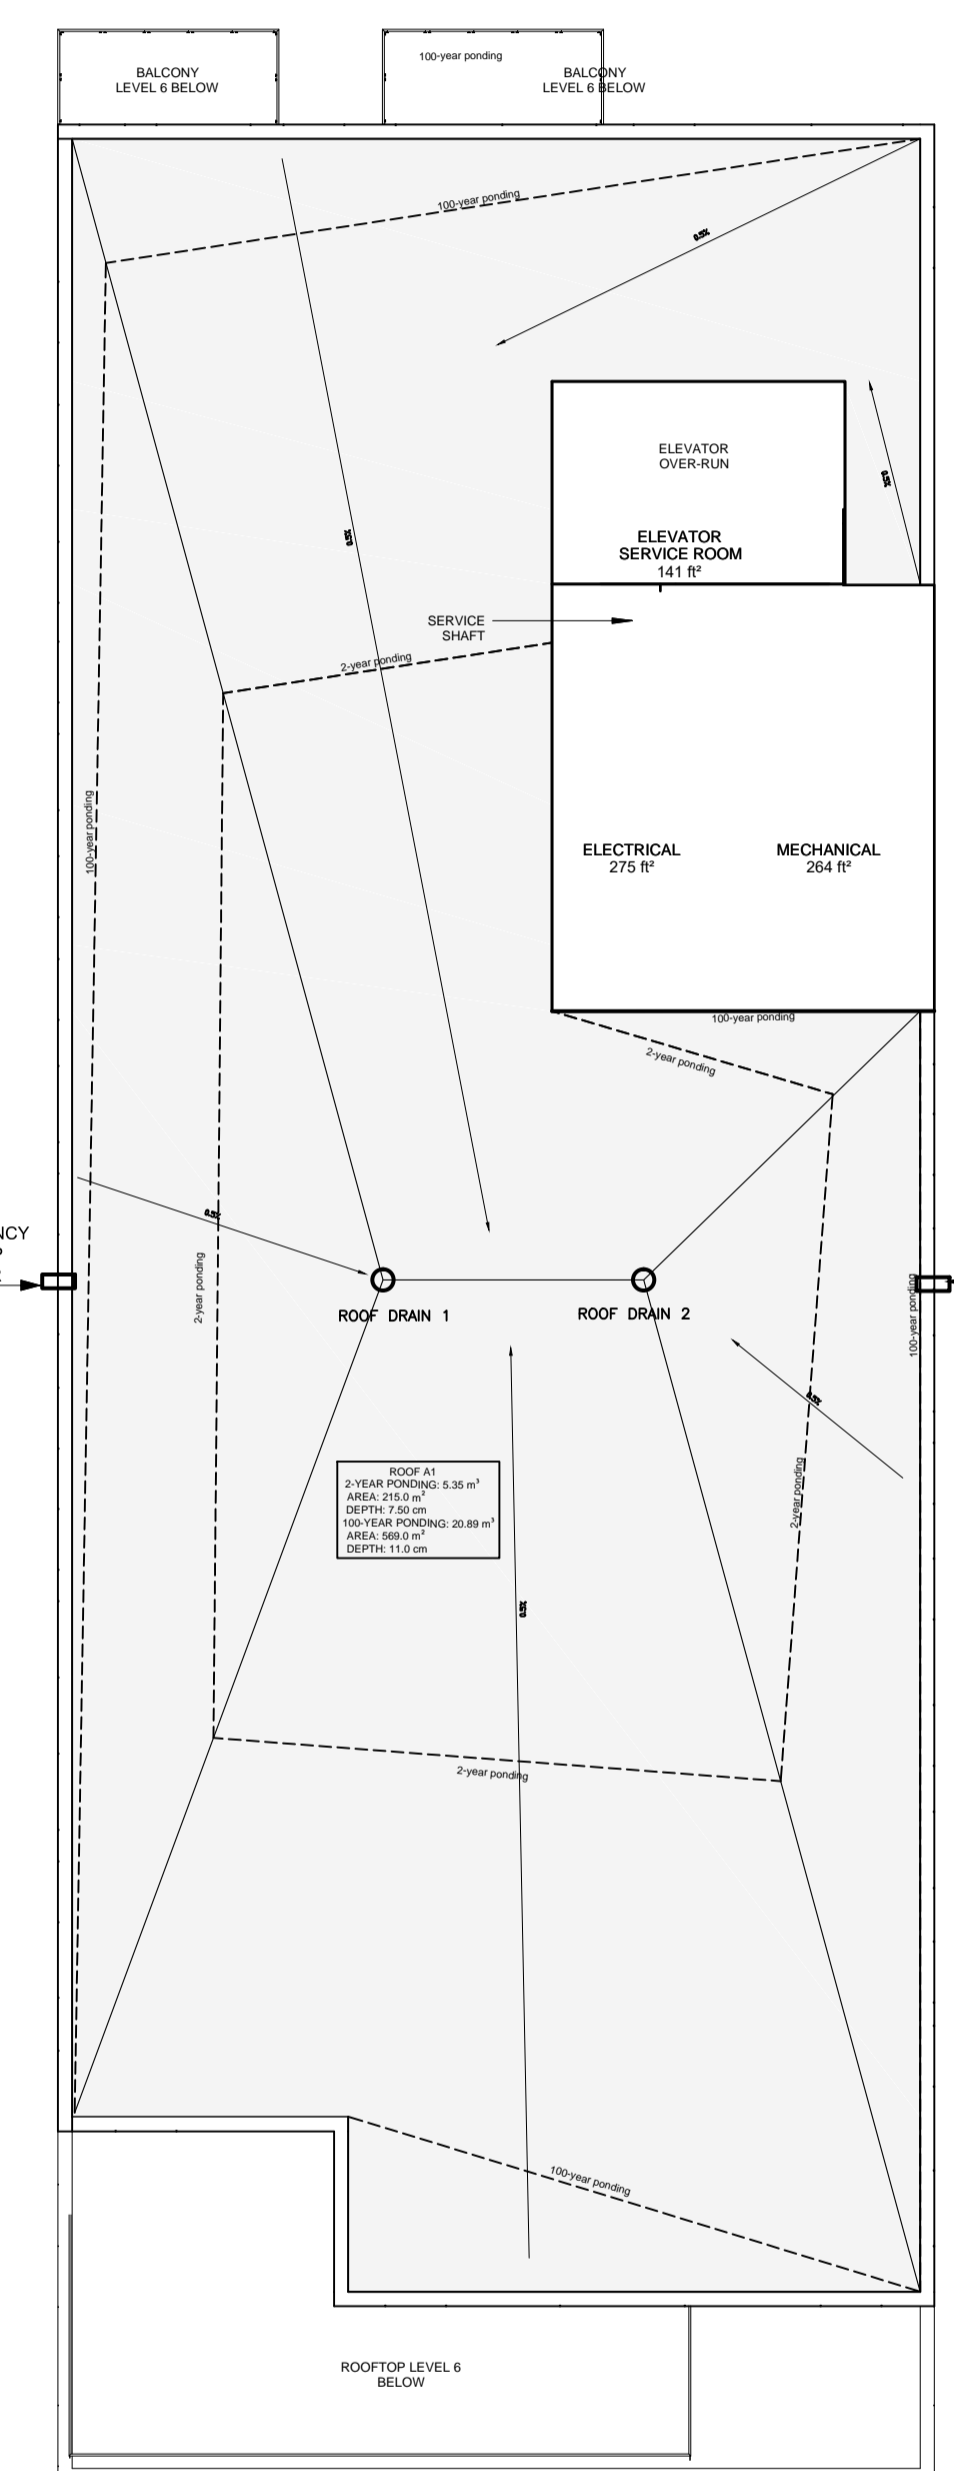 100-year ponding
BALCONY
LEVEL 6 BELOW
BALCONY
LEVEL 6 BELOW
100-year ponding
0.5%
ELEVATOR
OVER-RUN
0.5%
0.5%
ELEVATOR
SERVICE ROOM
141 ft²
SERVICE
SHAFT
2-year ponding
100-year ponding
ELECTRICAL
275 ft²
MECHANICAL
264 ft²
100-year ponding
2-year ponding
0.5%
NCY
2-year ponding
100-year ponding
ROOF DRAIN 1
ROOF DRAIN 2
0.5%
ROOF A1
2-YEAR PONDING: 5.35 m³
AREA: 215.0 m²
DEPTH: 7.50 cm
100-YEAR PONDING: 20.89 m³
AREA: 569.0 m²
DEPTH: 11.0 cm
2-year ponding
0.5%
2-year ponding
100-year ponding
ROOFTOP LEVEL 6
BELOW